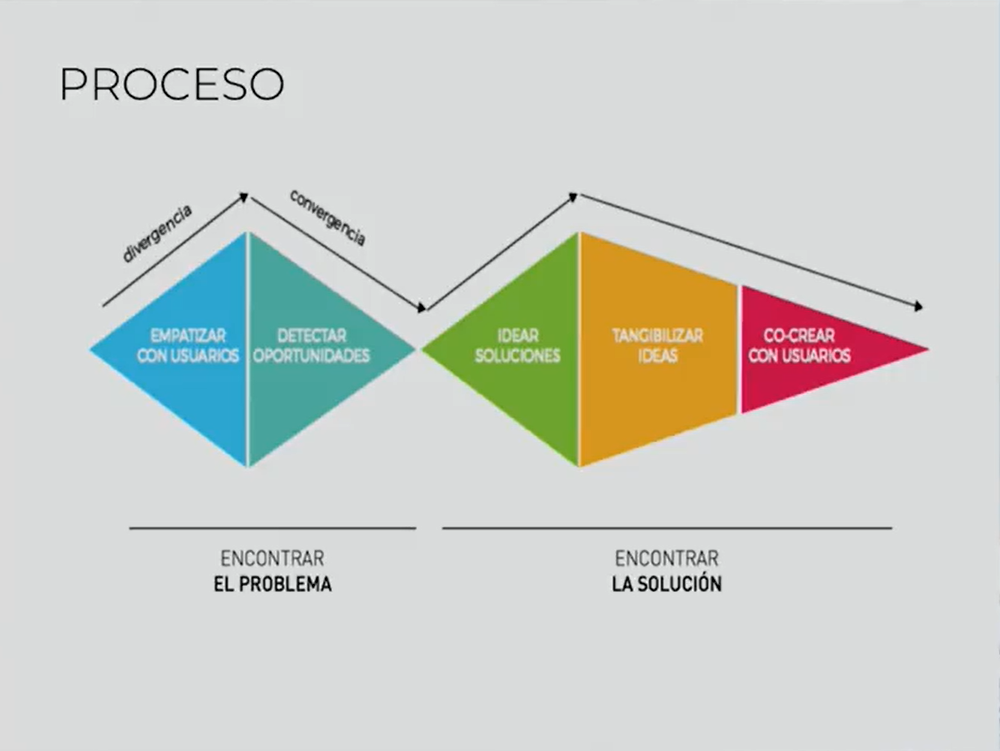 PROCESO
divergencia
convergencia
EMPATIZAR
CON USUARIOS
DETECTAR
OPORTUNIDADES
IDEAR
SOLUCIONES
TANGIBILIZAR
IDEAS
CO-CREAR
CON USUARIOS
ENCONTRAR
EL PROBLEMA
ENCONTRAR
LA SOLUCIÓN